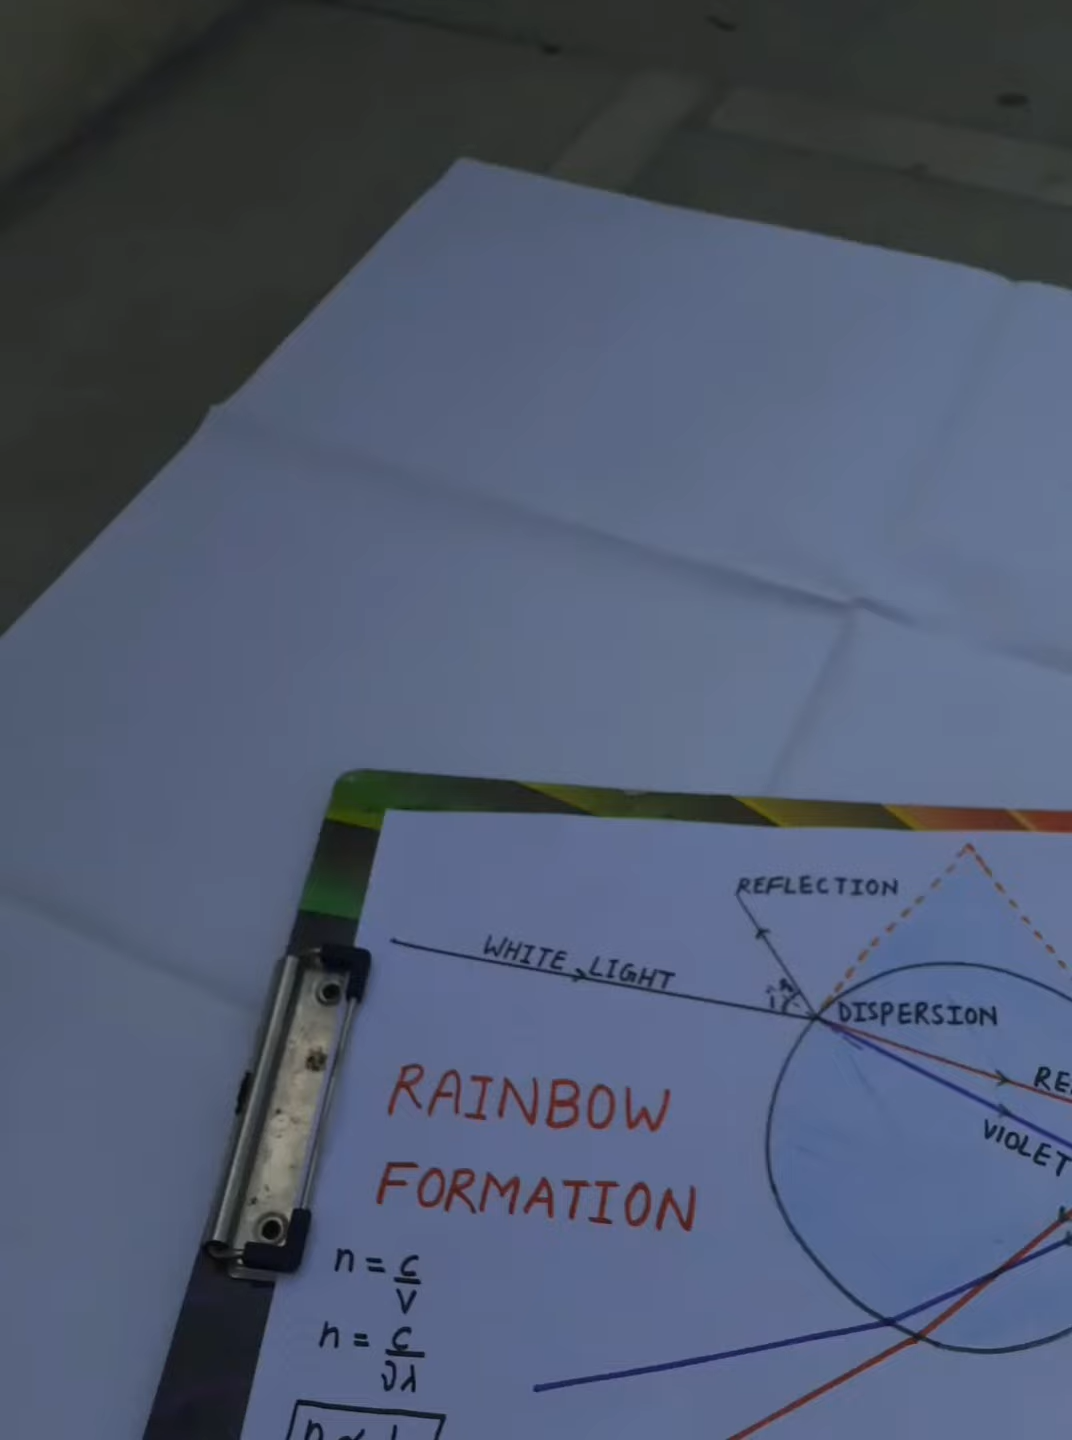 REFLECTION
WHITE LIGHT
DISPERSION
RAINBOW
FORMATION
VIOLET
n = c/v
n = c/νλ